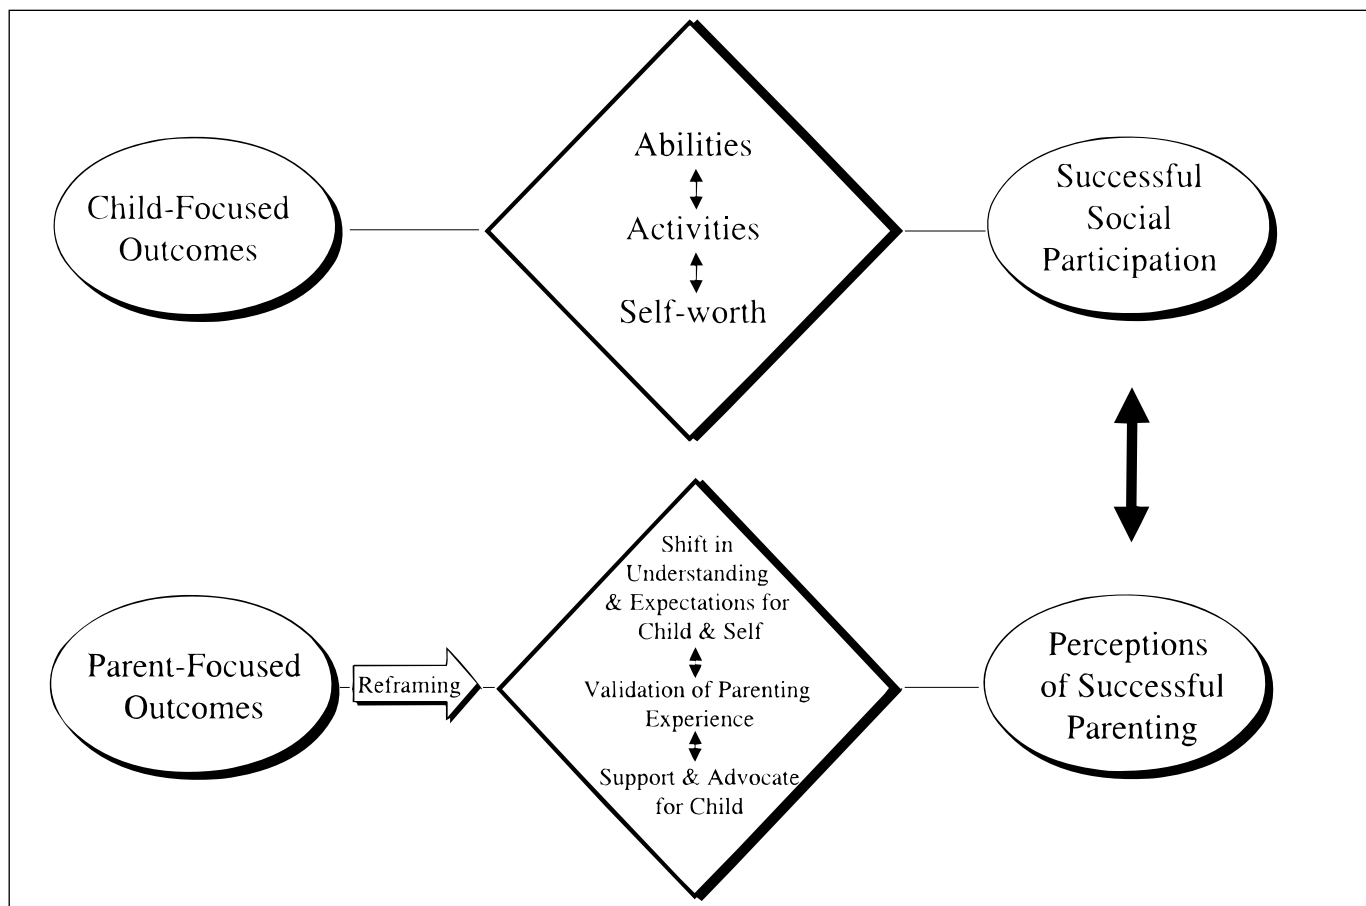 Child-Focused
Outcomes
Abilities
Activities
Self-worth
Successful
Social
Participation
Parent-Focused
Outcomes
Reframing
Shift in
Understanding
& Expectations for
Child & Self
Validation of Parenting
Experience
Support & Advocate
for Child
Perceptions
of Successful
Parenting